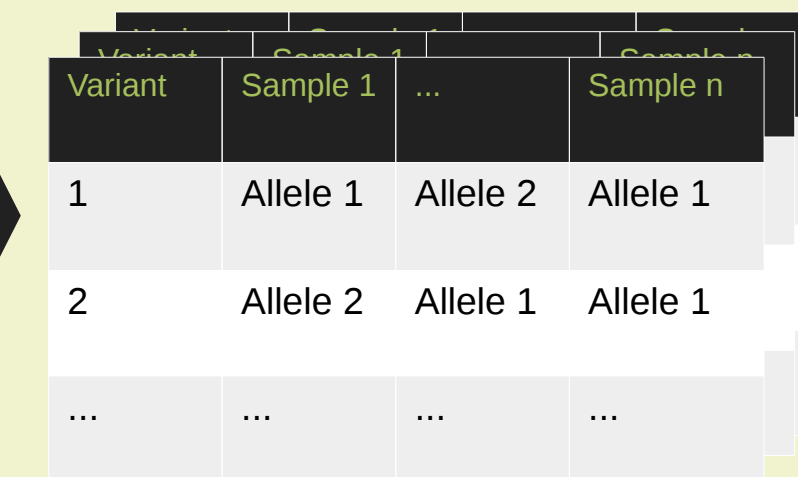 Variant Sample 1 ... Sample n
1 Allele 1 Allele 2 Allele 1
2 Allele 2 Allele 1 Allele 1
... ... ... ...